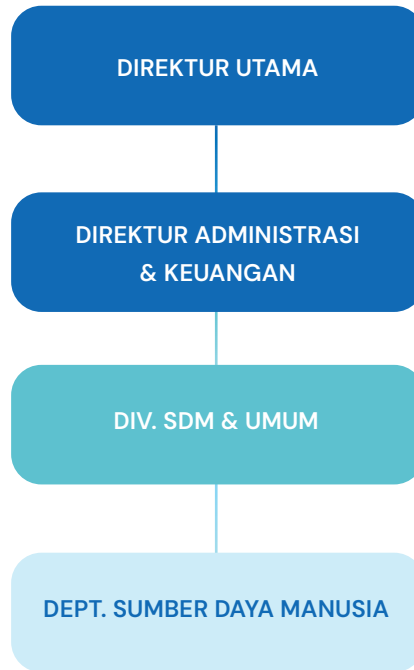 DIREKTUR UTAMA
DIREKTUR ADMINISTRASI
& KEUANGAN
DIV. SDM & UMUM
DEPT. SUMBER DAYA MANUSIA